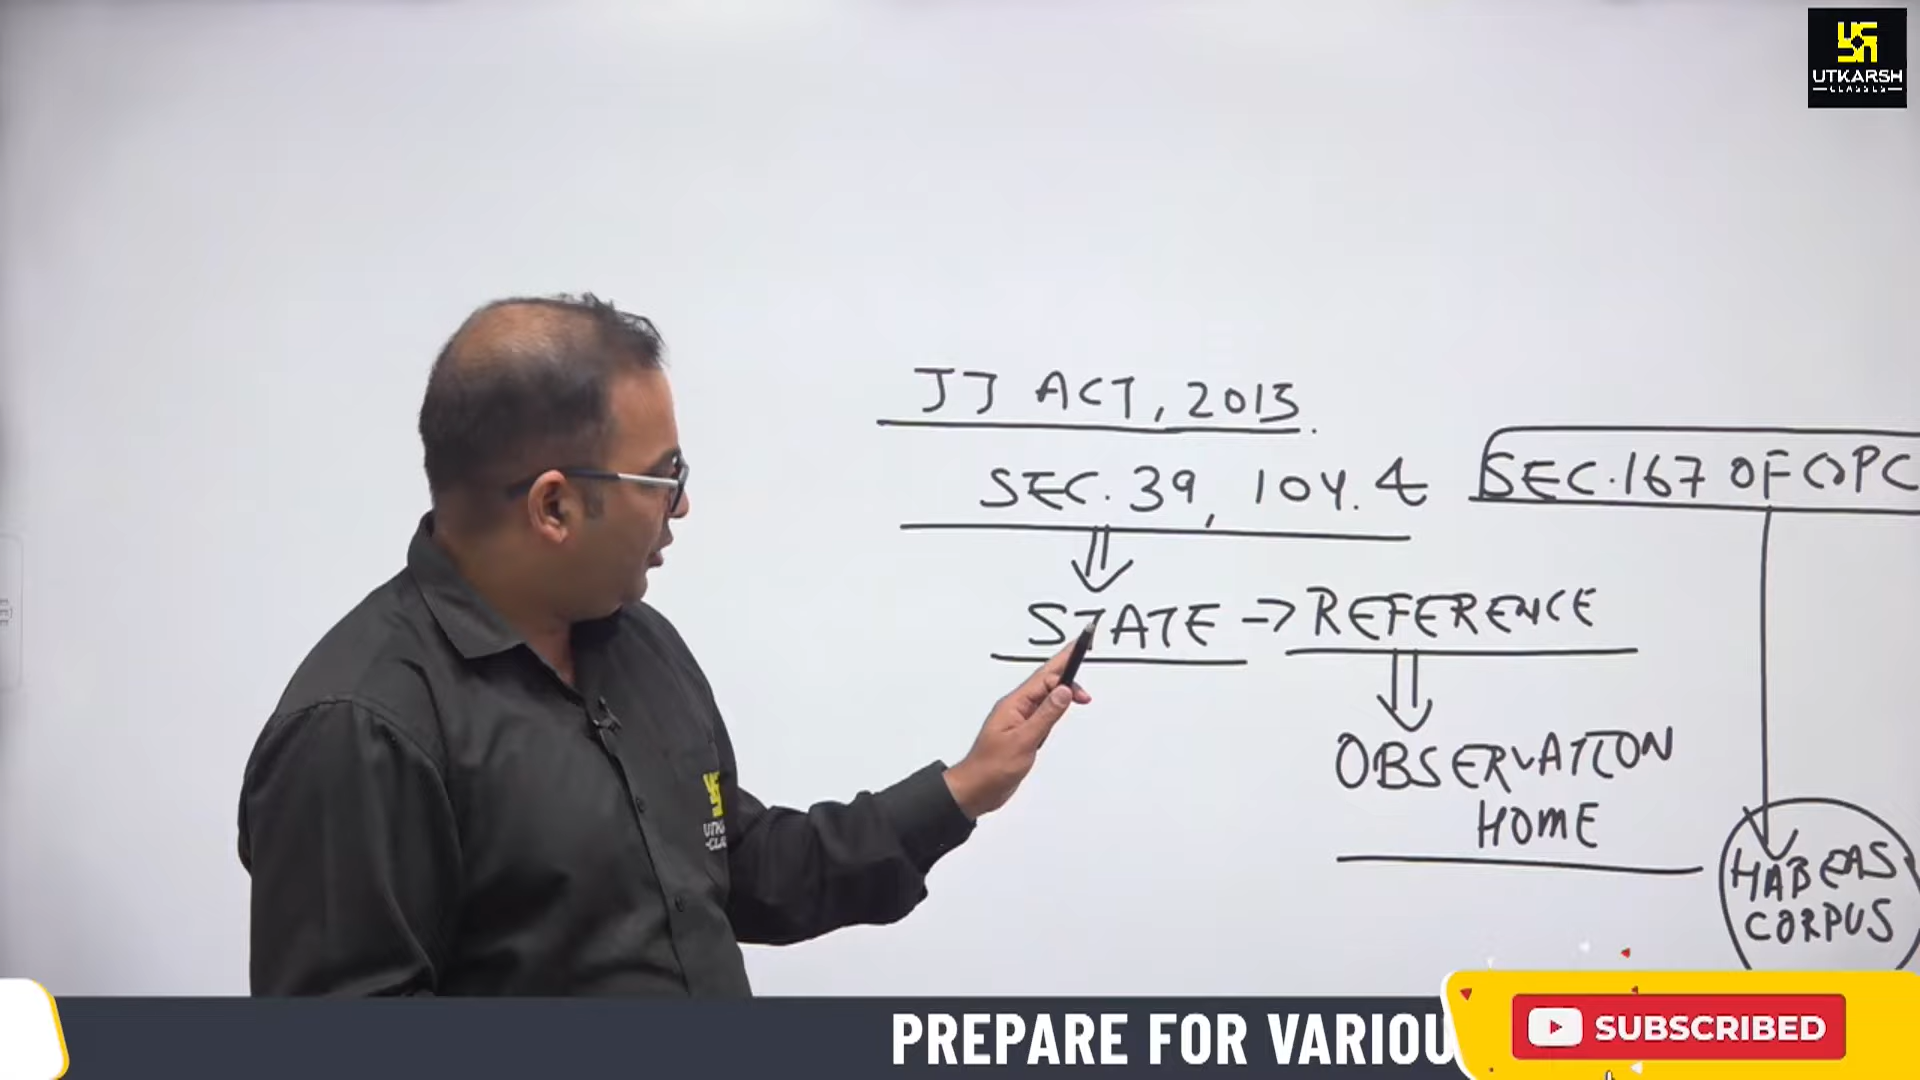 UTKARSH
CLASSES
JJ ACT, 2015.
SEC. 39, 104. &
SEC. 167 OF CrPC
STATE -> REFERENCE
OBSERVATION
HOME
HABEAS
CORPUS
PREPARE FOR VARIOU
SUBSCRIBED